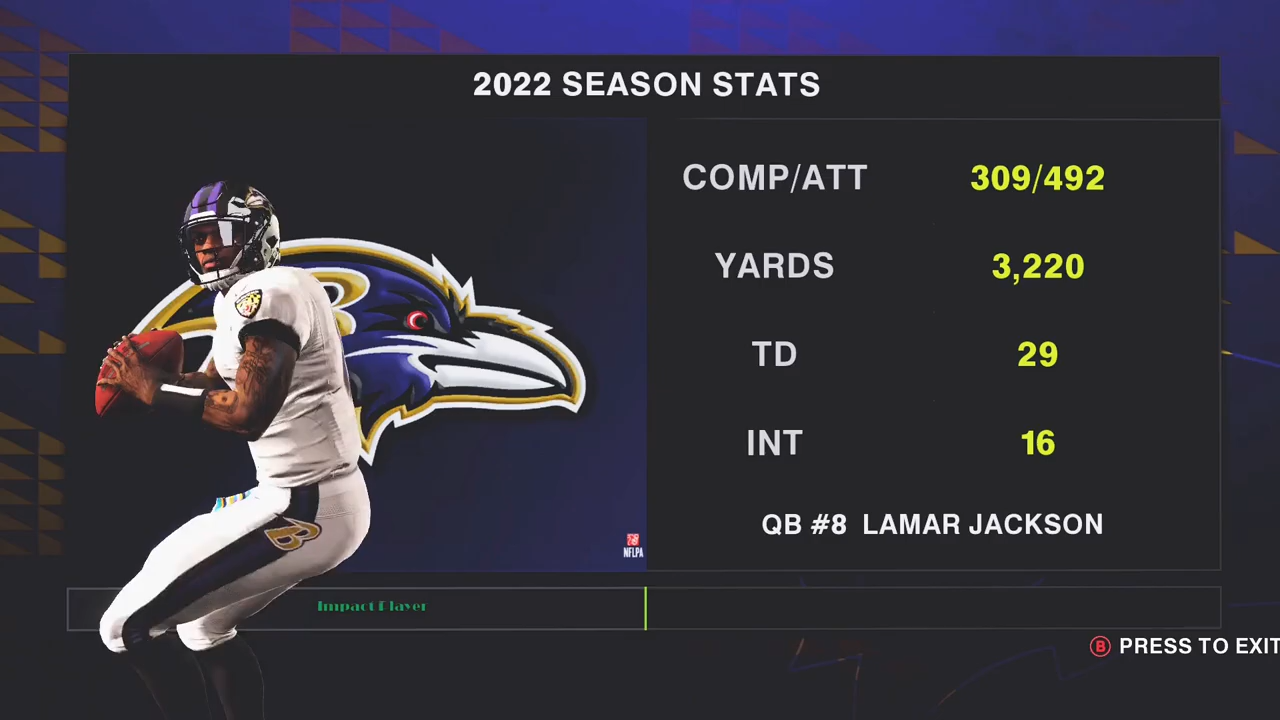 2022 SEASON STATS
COMP/ATT 309/492
YARDS 3,220
TD 29
INT 16
QB #8 LAMAR JACKSON
NFLPA
Impact Player
B PRESS TO EXIT